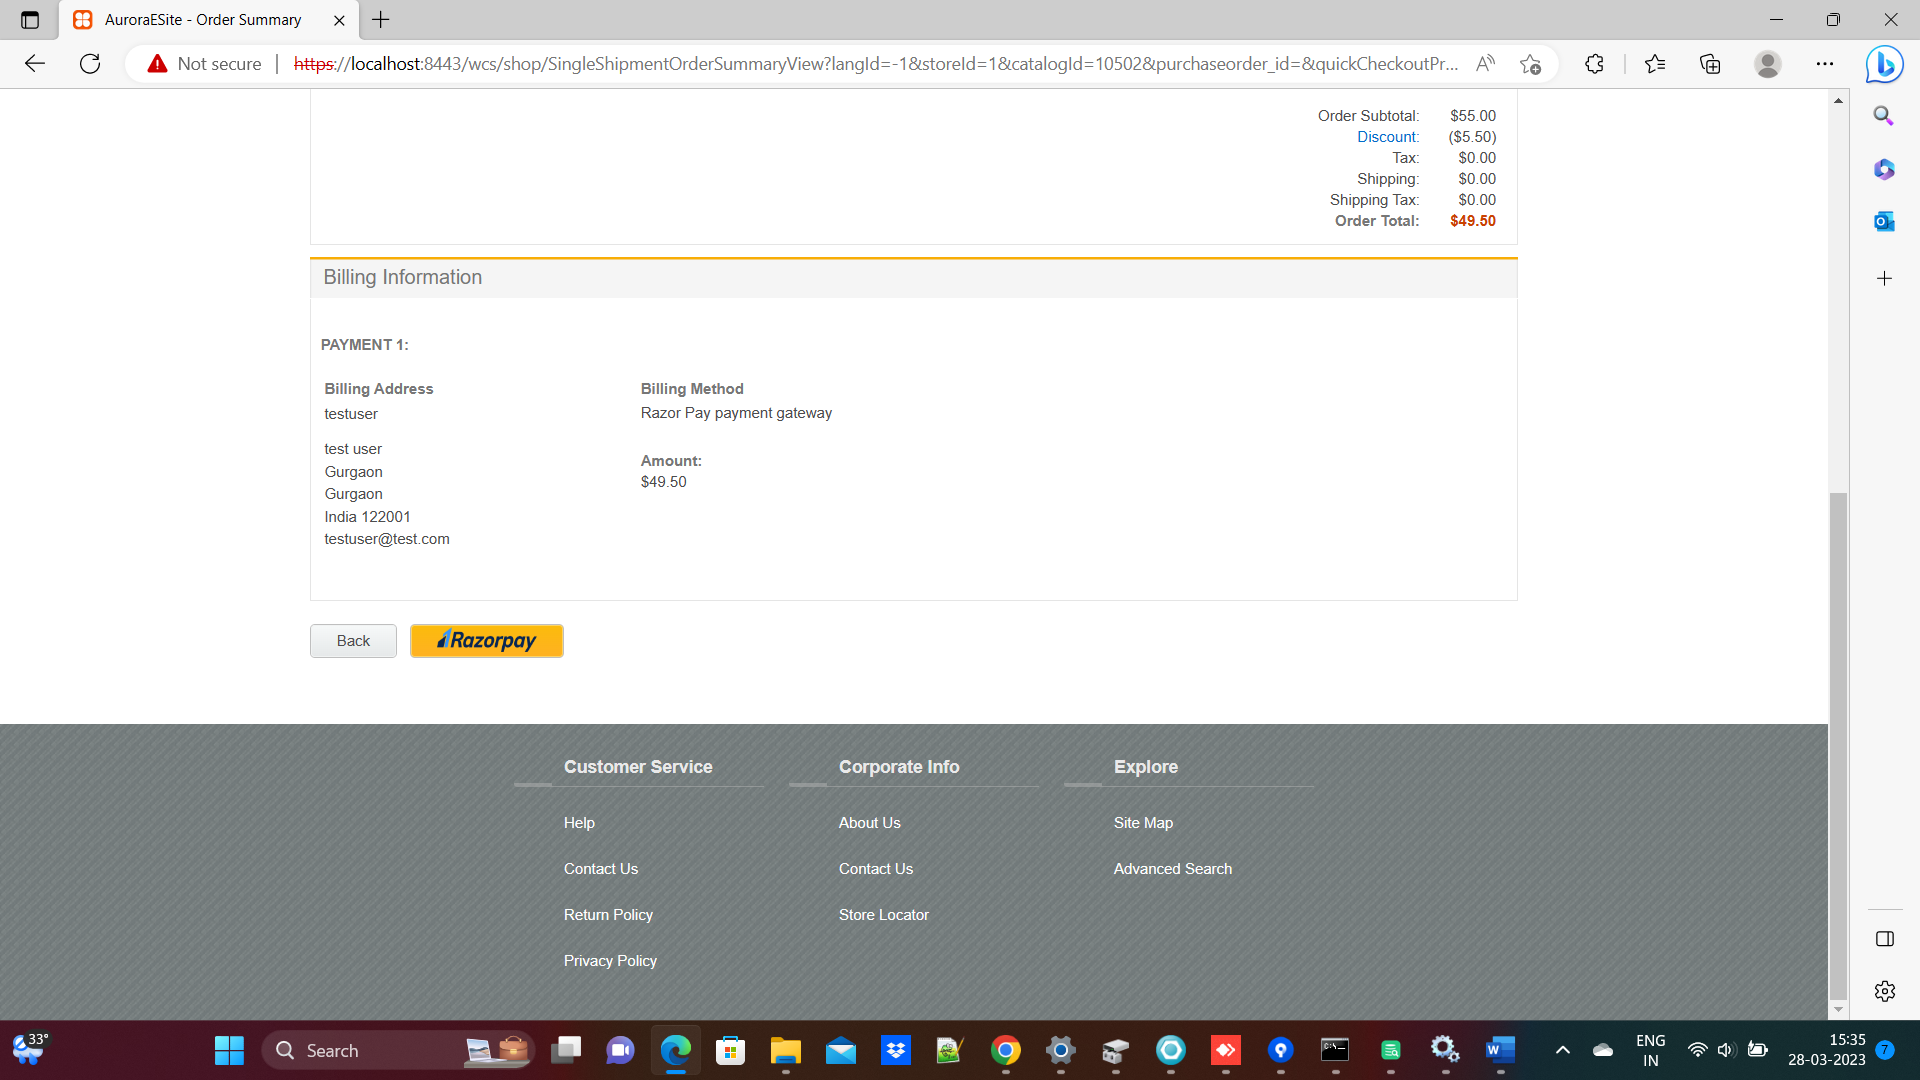 AuroraESite - Order Summary
Not secure
https://localhost:8443/wcs/shop/SingleShipmentOrderSummaryView?langId=-1&storeId=1&catalogId=10502&purchaseorder_id=&quickCheckoutPr...
Order Subtotal: $55.00
Discount: ($5.50)
Tax: $0.00
Shipping: $0.00
Shipping Tax: $0.00
Order Total: $49.50
Billing Information
PAYMENT 1:
Billing Address
testuser
test user
Gurgaon
Gurgaon
India 122001
testuser@test.com
Billing Method
Razor Pay payment gateway
Amount:
$49.50
Back
Razorpay
Customer Service
Help
Contact Us
Return Policy
Privacy Policy
Corporate Info
About Us
Contact Us
Store Locator
Explore
Site Map
Advanced Search
33°
Search
ENG
IN
15:35
28-03-2023
7